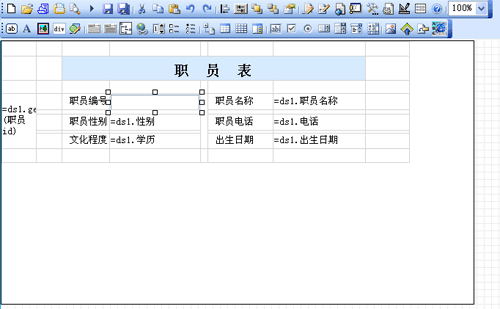 100%
职 员 表
职员编号 职员名称 =ds1.职员名称
=ds1.ge
(职员
id)
职员性别 =ds1.性别 职员电话 =ds1.电话
文化程度 =ds1.学历 出生日期 =ds1.出生日期